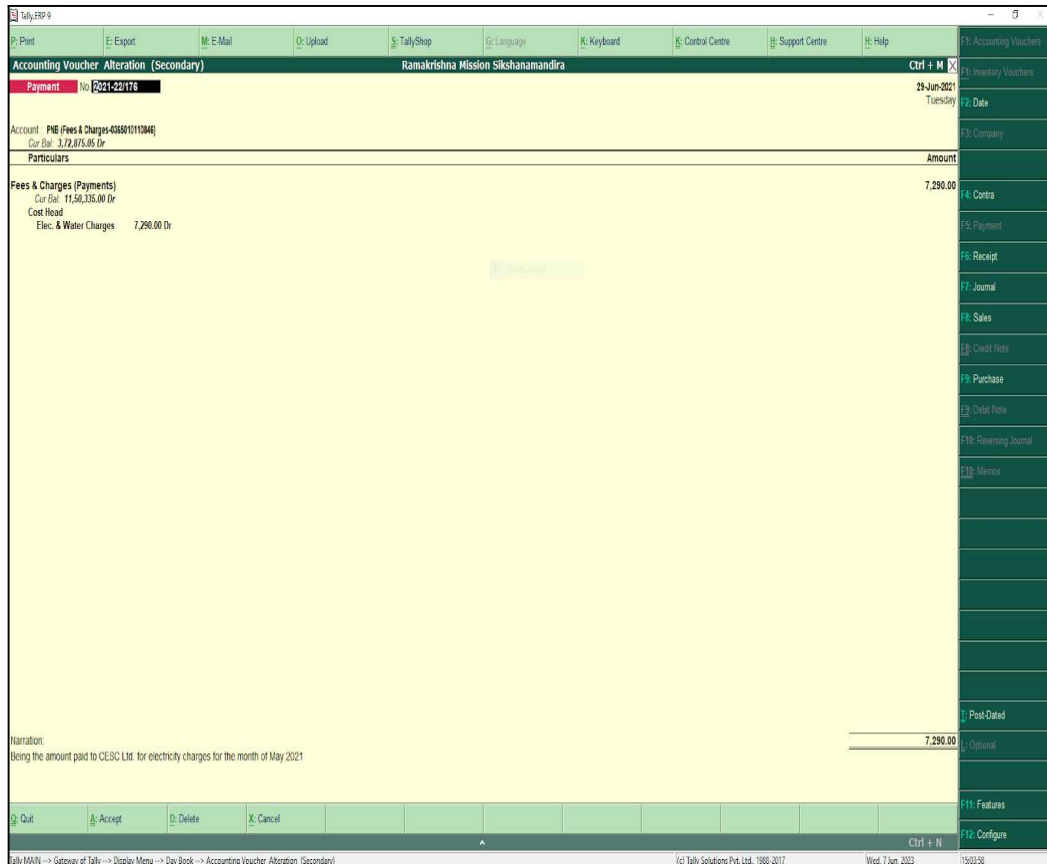 Tally.ERP 9
P: Print E: Export M: E-Mail O: Upload S: TallyShop G: Language K: Keyboard K: Control Centre H: Support Centre H: Help
F1: Accounting Vouchers
Accounting Voucher Alteration (Secondary) Ramakrishna Mission Sikshanamandira Ctrl + M
F1: Inventory Vouchers
Payment No. 2021-22/176 29-Jun-2021
Tuesday
F2: Date
Account : PNB (Fees & Charges-0365010110846)
F3: Company
Cur Bal: 3,72,875.05 Dr
Particulars Amount
Fees & Charges (Payments) 7,290.00
Cur Bal: 11,50,335.00 Dr
F4: Contra
Cost Head
Elec. & Water Charges 7,290.00 Dr
F5: Payment
F6: Receipt
F7: Journal
F8: Sales
F8: Credit Note
F9: Purchase
F9: Debit Note
F10: Reversing Journal
F10: Memos
T: Post-Dated
Narration: 7,290.00
L: Optional
Being the amount paid to CESC Ltd. for electricity charges for the month of May 2021
F11: Features
Q: Quit A: Accept D: Delete X: Cancel
F12: Configure
Ctrl + N
Tally MAIN --> Gateway of Tally --> Display Menu --> Day Book --> Accounting Voucher Alteration (Secondary) (c) Tally Solutions Pvt. Ltd., 1988-2017 Wed, 7 Jun, 2023 15:03:58